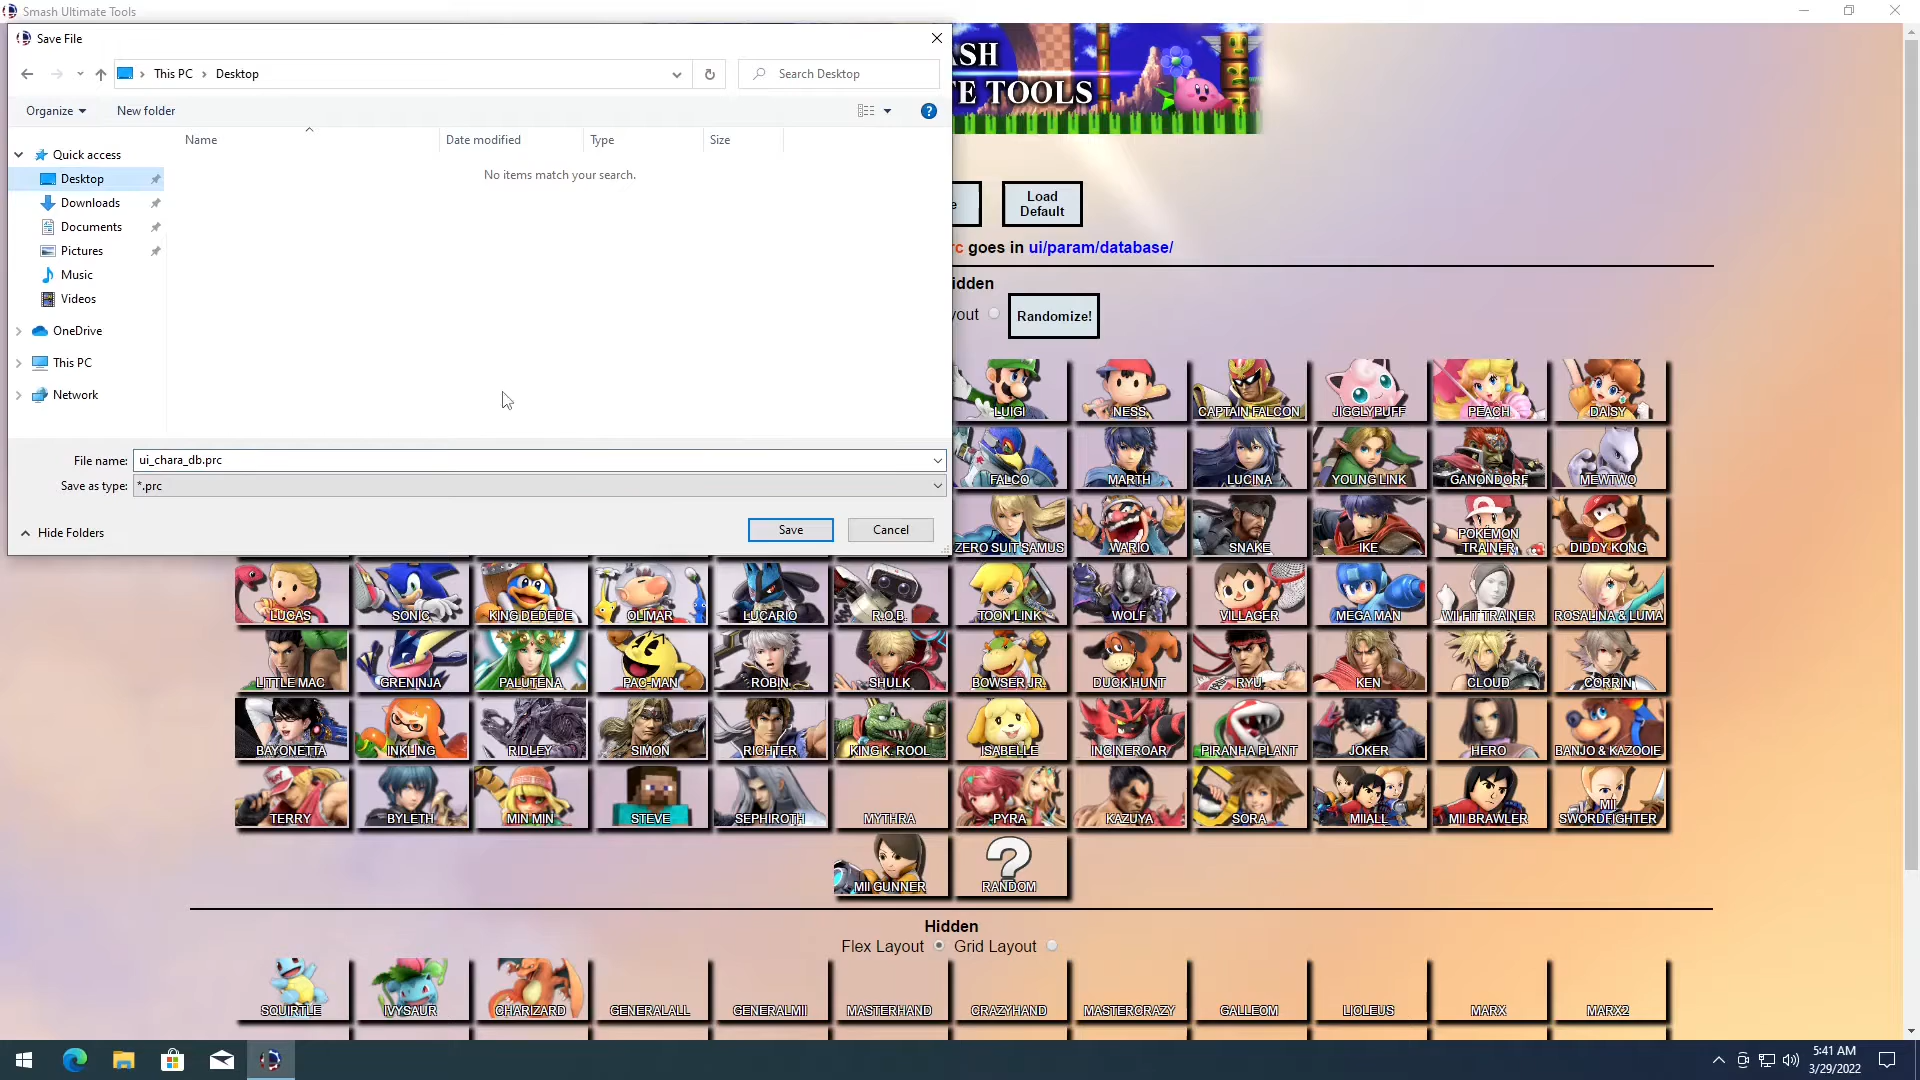 Smash Ultimate Tools
Save File
This PC
Desktop
Search Desktop
Organize
New folder
Name
Date modified
Type
Size
No items match your search.
Quick access
Desktop
Downloads
Documents
Pictures
Music
Videos
OneDrive
This PC
Network
File name: ui_chara_db.prc
Save as type: *.prc
Hide Folders
Save
Cancel
ASH
TE TOOLS
e
Load
Default
rc goes in ui/param/database/
idden
yout
Randomize!
LUIGI NESS CAPTAIN FALCON JIGGLYPUFF PEACH DAISY
FALCO MARTH LUCINA YOUNG LINK GANONDORF MEWTWO
ZERO SUIT SAMUS WARIO SNAKE IKE POKÉMON TRAINER DIDDY KONG
LUCAS SONIC KING DEDEDE OLIMAR LUCARIO R.O.B. TOON LINK WOLF VILLAGER MEGA MAN WII FIT TRAINER ROSALINA & LUMA
LITTLE MAC GRENINJA PALUTENA PAC-MAN ROBIN SHULK BOWSER JR. DUCK HUNT RYU KEN CLOUD CORRIN
BAYONETTA INKLING RIDLEY SIMON RICHTER KING K. ROOL ISABELLE INCINEROAR PIRANHA PLANT JOKER HERO BANJO & KAZOOIE
TERRY BYLETH MIN MIN STEVE SEPHIROTH MYTHRA PYRA KAZUYA SORA MIIALL MII BRAWLER MII SWORDFIGHTER
MII GUNNER RANDOM
Hidden
Flex Layout Grid Layout
SQUIRTLE IVYSAUR CHARIZARD GENERALALL GENERALMII MASTERHAND CRAZYHAND MASTERCRAZY GALLEOM LIOLEUS MARX MARX2
5:41 AM
3/29/2022